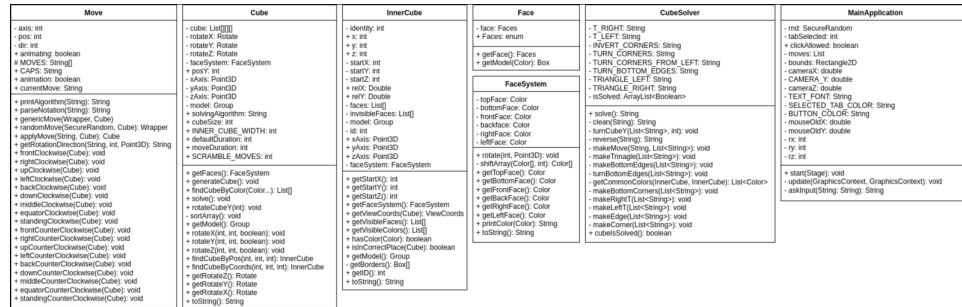 Move
- axis: int
- pos: int
- dir: int
+ animating: boolean
# MOVES: String[]
+ CAPS: String
+ animation: boolean
+ currentMove: String
+ printAlgorithm(String): String
+ parseNotation(String): String
+ genericMove(Wrapper, Cube)
+ randomMove(SecureRandom, Cube): Wrapper
+ applyMove(String, Cube): Cube
+ getRotationDirection(String, int, Point3D): String
+ frontClockwise(Cube): void
+ rightClockwise(Cube): void
+ upClockwise(Cube): void
+ leftClockwise(Cube): void
+ backClockwise(Cube): void
+ downClockwise(Cube): void
+ middleClockwise(Cube): void
+ equatorClockwise(Cube): void
+ standingClockwise(Cube): void
+ frontCounterClockwise(Cube): void
+ rightCounterClockwise(Cube): void
+ upCounterClockwise(Cube): void
+ leftCounterClockwise(Cube): void
+ backCounterClockwise(Cube): void
+ downCounterClockwise(Cube): void
+ middleCounterClockwise(Cube): void
+ equatorCounterClockwise(Cube): void
+ standingCounterClockwise(Cube): void
Cube
- cube: List[][][]
- rotateX: Rotate
- rotateY: Rotate
- rotateZ: Rotate
- faceSystem: FaceSystem
+ posY: int
- xAxis: Point3D
- yAxis: Point3D
- zAxis: Point3D
- model: Group
+ solvingAlgorithm: String
+ cubeSize: int
+ INNER_CUBE_WIDTH: int
+ defaultDuration: int
+ moveDuration: int
+ SCRAMBLE_MOVES: int
+ getFaces(): FaceSystem
+ generateCube(): void
+ findCubeByColor(Color...): List[]
+ solve(): void
+ rotateCubeY(int): void
- sortArray(): void
+ getModel(): Group
+ rotateX(int, int, boolean): void
+ rotateY(int, int, boolean): void
+ rotateZ(int, int, boolean): void
+ findCubeByPos(int, int, int): InnerCube
+ findCubeByCoords(int, int, int): InnerCube
+ getRotateZ(): Rotate
+ getRotateY(): Rotate
+ getRotateX(): Rotate
+ toString(): String
InnerCube
- identity: int
+ x: int
+ y: int
+ z: int
- startX: int
- startY: int
- startZ: int
+ relX: Double
+ relY: Double
- faces: List[]
- invisibleFaces: List[]
- model: Group
- id: int
+ xAxis: Point3D
+ yAxis: Point3D
+ zAxis: Point3D
- faceSystem: FaceSystem
+ getStartX(): int
+ getStartY(): int
+ getStartZ(): int
+ getFaceSystem(): FaceSystem
+ getViewCoords(Cube): ViewCoords
+ getVisibleFaces(): List[]
+ getVisibleColors(): List[]
+ hasColor(Color): boolean
+ isInCorrectPlace(Cube): boolean
+ getModel(): Group
- getBorders(): Box[]
+ getID(): int
+ toString(): String
Face
- face: Faces
+ Faces: enum
+ getFace(): Faces
+ getModel(Color): Box
FaceSystem
- topFace: Color
- bottomFace: Color
- frontFace: Color
- backface: Color
- rightFace: Color
- leftFace: Color
+ rotate(int, Point3D): void
- shiftArray(Color[], int): Color[]
+ getTopFace(): Color
+ getBottomFace(): Color
+ getFrontFace(): Color
+ getBackFace(): Color
+ getRightFace(): Color
+ getLeftFace(): Color
+ printColor(Color): String
+ toString(): String
CubeSolver
- T_RIGHT: String
- T_LEFT: String
- INVERT_CORNERS: String
- TURN_CORNERS: String
- TURN_CORNERS_FROM_LEFT: String
- TURN_BOTTOM_EDGES: String
- TRIANGLE_LEFT: String
- TRIANGLE_RIGHT: String
- isSolved: ArrayList<Boolean>
+ solve(): String
- clean(String): String
- turnCubeY(List<String>, int): void
- reverse(String): String
- makeMove(String, List<String>): void
- makeTrinagle(List<String>): void
- makeBottomEdges(List<String>): void
- turnBottomEdges(List<String>): void
- getCommonColors(InnerCube, InnerCube): List<Color>
- makeBottomCorners(List<String>): void
- makeRightT(List<String>): void
- makeLeftT(List<String>): void
- makeEdge(List<String>): void
- makeCorner(List<String>): void
- cubeIsSolved(): boolean
MainApplication
- rnd: SecureRandom
- tabSelected: int
+ clickAllowed: boolean
- moves: List
- bounds: Rectangle2D
- cameraX: double
- CAMERA_Y: double
- cameraZ: double
- TEXT_FONT: String
- SELECTED_TAB_COLOR: String
- BUTTON_COLOR: String
- mouseOldX: double
- mouseOldY: double
- rx: int
- ry: int
- rz: int
+ start(Stage): void
- update(GraphicsContext, GraphicsContext): void
- askInput(String: String): String